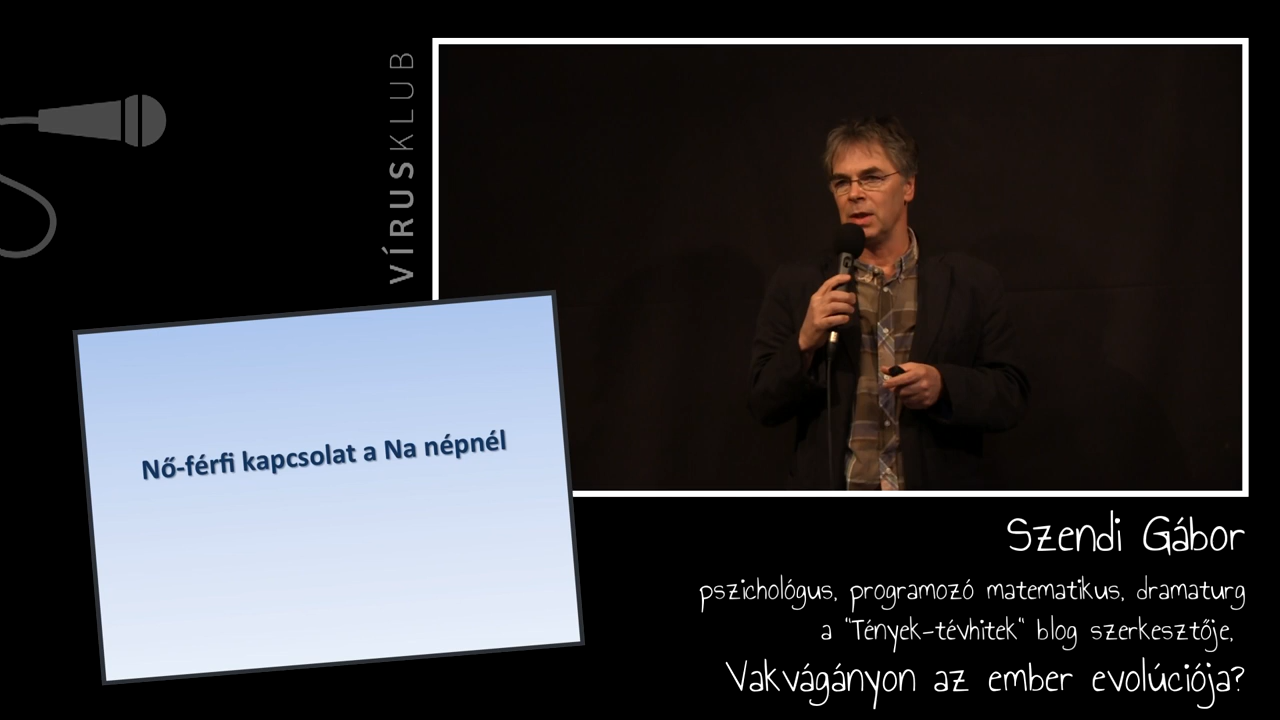 VÍRUSKLUB
Nő-férfi kapcsolat a Na népnél
Szendi Gábor
pszichológus, programozó matematikus, dramaturg
a "Tények-tévhitek" blog szerkesztője,
Vakvágányon az ember evolúciója?